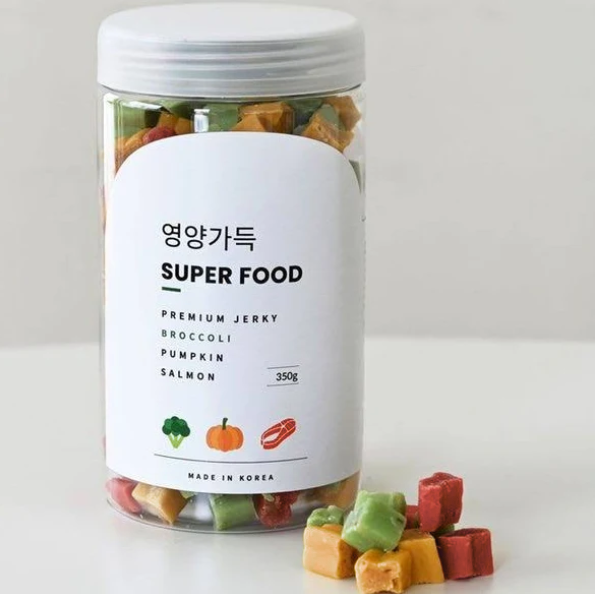 영양가득
SUPER FOOD
PREMIUM JERKY
BROCCOLI
PUMPKIN
SALMON
350g
MADE IN KOREA